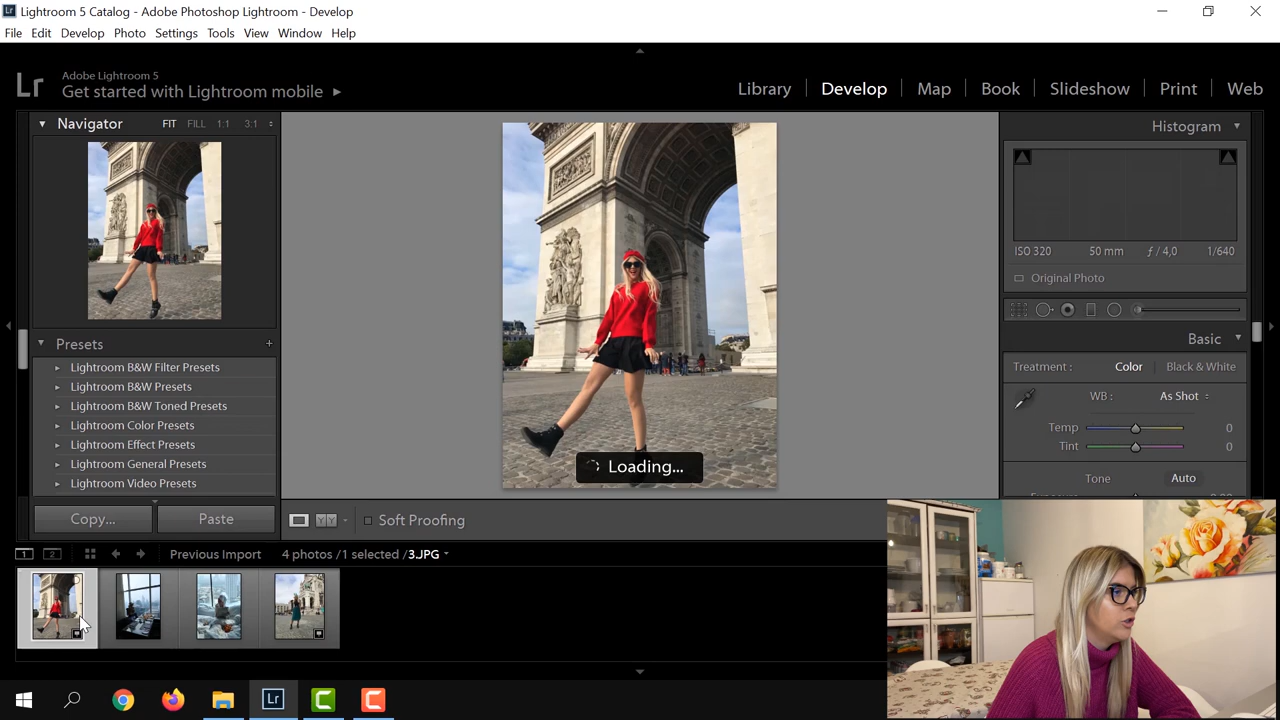 Lr Lightroom 5 Catalog - Adobe Photoshop Lightroom - Develop
File Edit Develop Photo Settings Tools View Window Help
Lr Adobe Lightroom 5
Get started with Lightroom mobile ▶
Library Develop Map Book Slideshow Print Web
Navigator FIT FILL 1:1 3:1
Histogram
ISO 320 50 mm ƒ / 4,0 1/640
Original Photo
Presets +
Lightroom B&W Filter Presets
Lightroom B&W Presets
Lightroom B&W Toned Presets
Lightroom Color Presets
Lightroom Effect Presets
Lightroom General Presets
Lightroom Video Presets
Basic
Treatment : Color Black & White
WB : As Shot
Temp 0
Tint 0
Tone Auto
Loading...
Copy... Paste
YY Soft Proofing
1 2 Previous Import 4 photos / 1 selected / 3.JPG
Lr